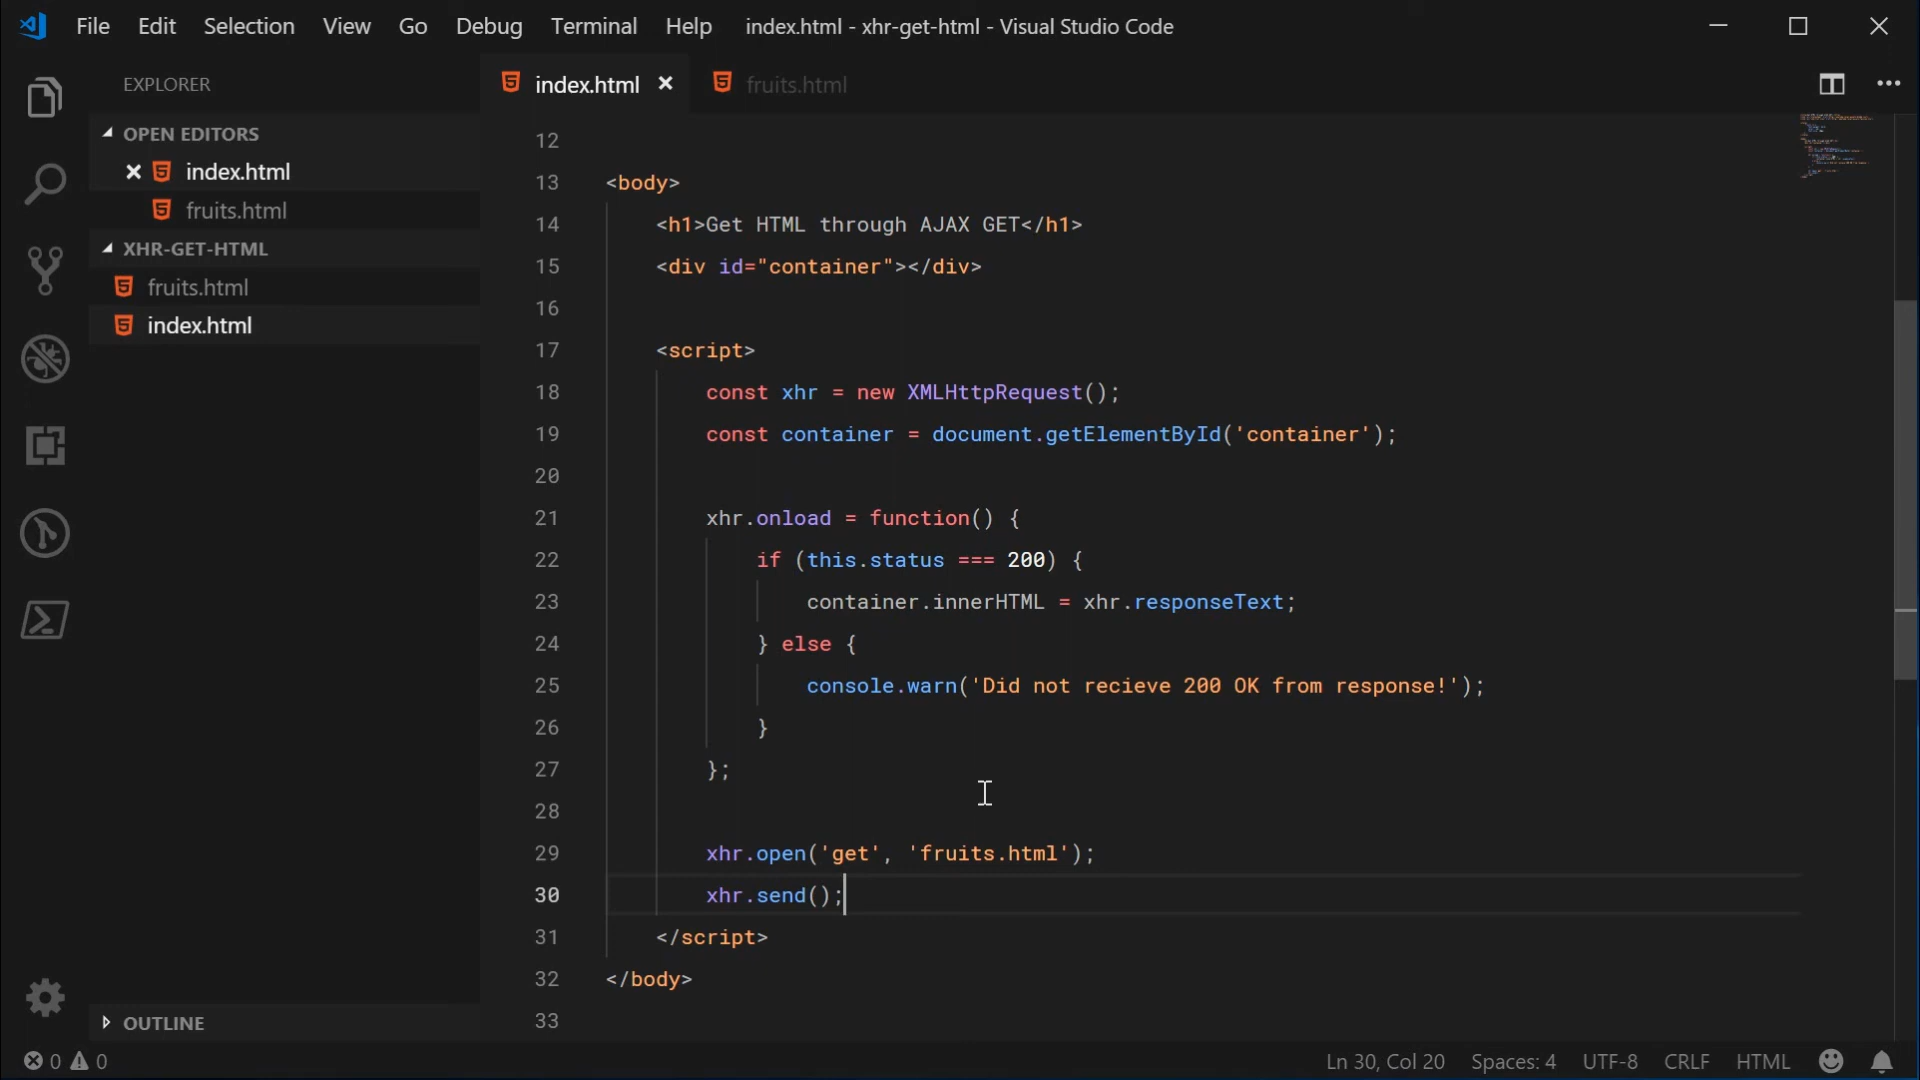 File Edit Selection View Go Debug Terminal Help index.html - xhr-get-html - Visual Studio Code
EXPLORER
OPEN EDITORS
index.html
fruits.html
XHR-GET-HTML
fruits.html
index.html
OUTLINE
index.html fruits.html
12
13 <body>
14 <h1>Get HTML through AJAX GET</h1>
15 <div id="container"></div>
16
17 <script>
18 const xhr = new XMLHttpRequest();
19 const container = document.getElementById('container');
20
21 xhr.onload = function() {
22 if (this.status === 200) {
23 container.innerHTML = xhr.responseText;
24 } else {
25 console.warn('Did not recieve 200 OK from response!');
26 }
27 };
28
29 xhr.open('get', 'fruits.html');
30 xhr.send();
31 </script>
32 </body>
33
0 0 Ln 30, Col 20 Spaces: 4 UTF-8 CRLF HTML